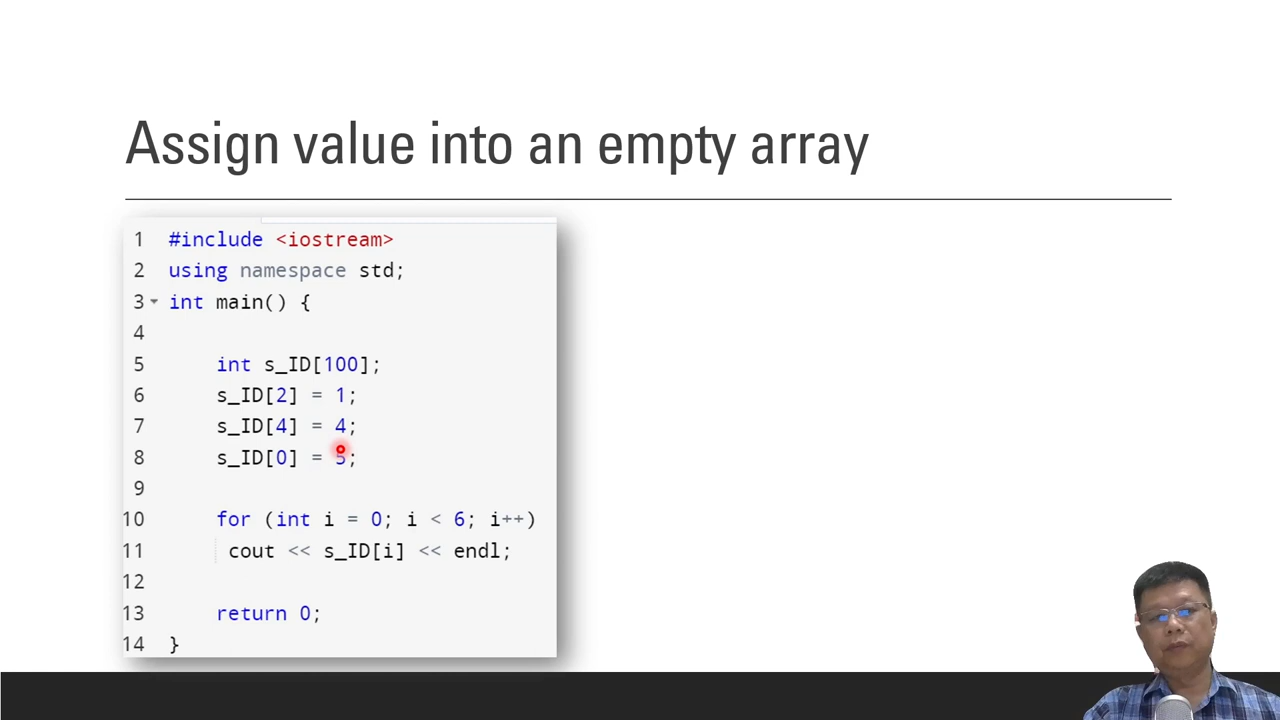 Assign value into an empty array
1 #include <iostream>
2 using namespace std;
3 int main() {
4
5 int s_ID[100];
6 s_ID[2] = 1;
7 s_ID[4] = 4;
8 s_ID[0] = 5;
9
10 for (int i = 0; i < 6; i++)
11 cout << s_ID[i] << endl;
12
13 return 0;
14 }